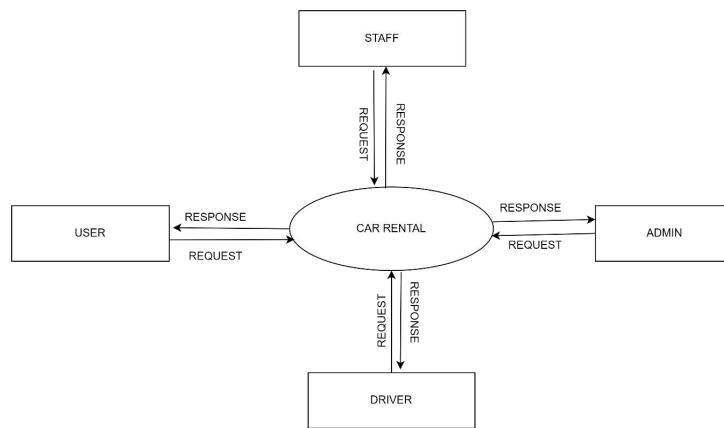 STAFF
REQUEST
RESPONSE
USER
RESPONSE
REQUEST
CAR RENTAL
RESPONSE
REQUEST
ADMIN
REQUEST
RESPONSE
DRIVER